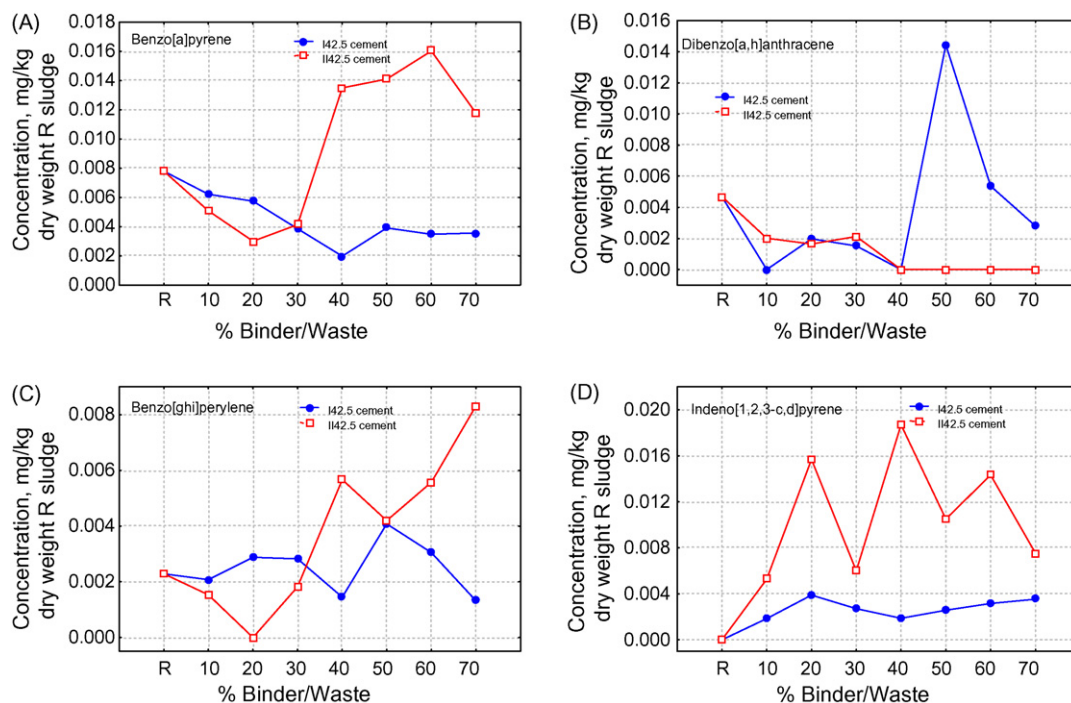 (A)
Benzo[a]pyrene
I42.5 cement
II42.5 cement
Concentration, mg/kg
dry weight R sludge
0.018
0.016
0.014
0.012
0.010
0.008
0.006
0.004
0.002
0.000
R 10 20 30 40 50 60 70
% Binder/Waste
(B)
Dibenzo[a,h]anthracene
I42.5 cement
II42.5 cement
Concentration, mg/kg
dry weight R sludge
0.016
0.014
0.012
0.010
0.008
0.006
0.004
0.002
0.000
R 10 20 30 40 50 60 70
% Binder/Waste
(C)
Benzo[ghi]perylene
I42.5 cement
II42.5 cement
Concentration, mg/kg
dry weight R sludge
0.008
0.006
0.004
0.002
0.000
R 10 20 30 40 50 60 70
% Binder/Waste
(D)
Indeno[1,2,3-c,d]pyrene
I42.5 cement
II42.5 cement
Concentration, mg/kg
dry weight R sludge
0.020
0.016
0.012
0.008
0.004
0.000
R 10 20 30 40 50 60 70
% Binder/Waste